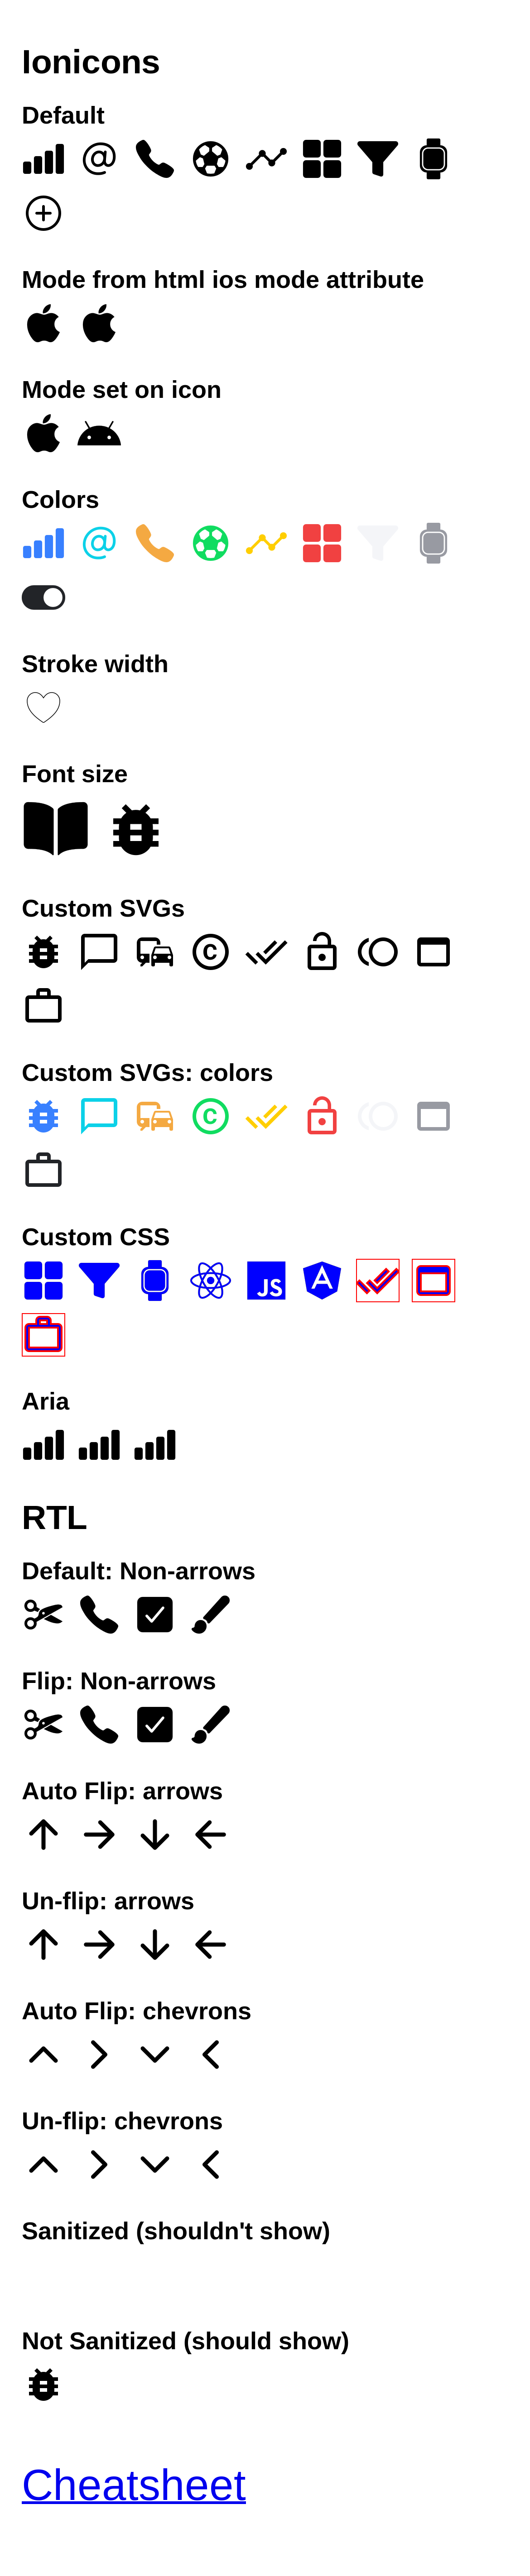 Ionicons
Default
@
Mode from html ios mode attribute
Mode set on icon
Colors
@
Stroke width
Font size
Custom SVGs
C
Custom SVGs: colors
C
Custom CSS
JS
A
Aria
RTL
Default: Non-arrows
Flip: Non-arrows
Auto Flip: arrows
Un-flip: arrows
Auto Flip: chevrons
Un-flip: chevrons
Sanitized (shouldn't show)
Not Sanitized (should show)
Cheatsheet